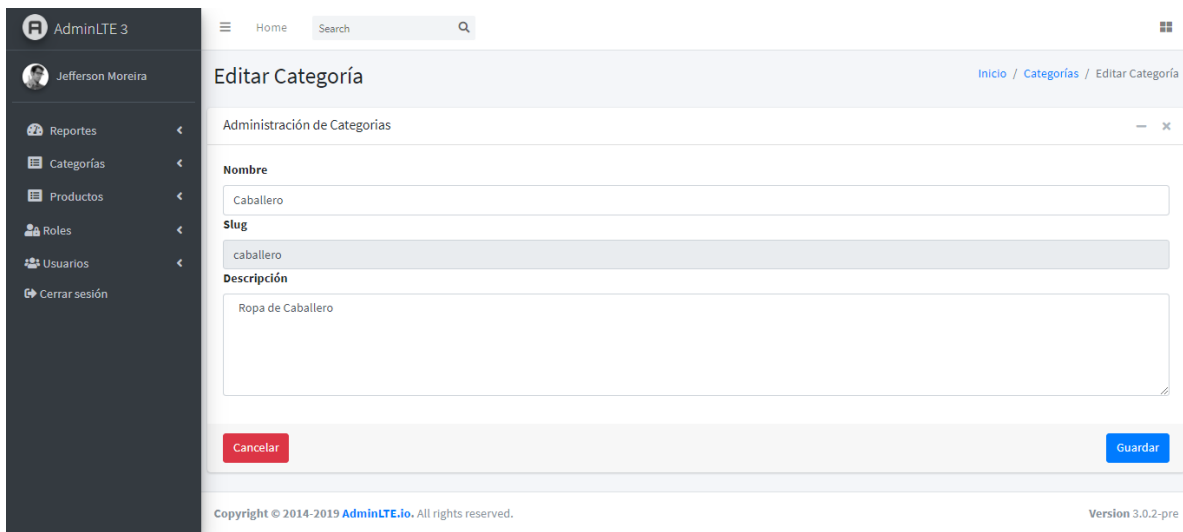 AdminLTE 3
Home
Search
Jefferson Moreira
Editar Categoría
Inicio / Categorías / Editar Categoría
Reportes
Categorías
Productos
Roles
Usuarios
Cerrar sesión
Administración de Categorias
Nombre
Caballero
Slug
caballero
Descripción
Ropa de Caballero
Cancelar
Guardar
Copyright © 2014-2019 AdminLTE.io. All rights reserved.
Version 3.0.2-pre